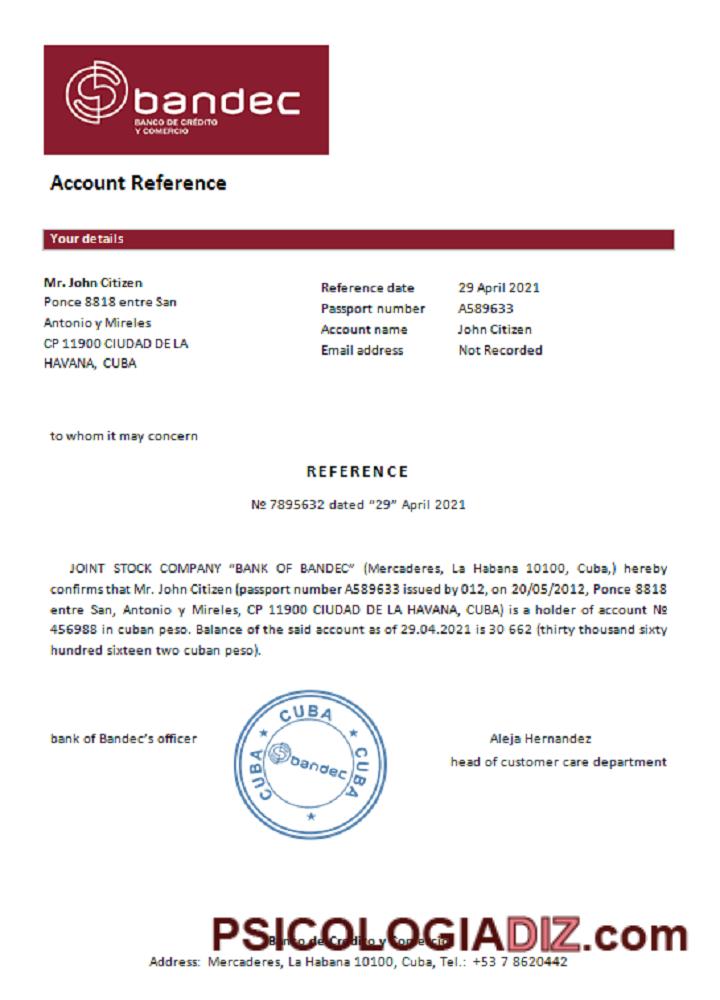 bandec
BANCO DE CRÉDITO
Y COMERCIO
Account Reference
Your details
Mr. John Citizen
Ponce 8818 entre San
Antonio y Mireles
CP 11900 CIUDAD DE LA
HAVANA, CUBA
Reference date 29 April 2021
Passport number A589633
Account name John Citizen
Email address Not Recorded
to whom it may concern
REFERENCE
№ 7895632 dated “29” April 2021
JOINT STOCK COMPANY “BANK OF BANDEC” (Mercaderes, La Habana 10100, Cuba,) hereby
confirms that Mr. John Citizen (passport number A589633 issued by 012, on 20/05/2012, Ponce 8818
entre San, Antonio y Mireles, CP 11900 CIUDAD DE LA HAVANA, CUBA) is a holder of account №
456988 in cuban peso. Balance of the said account as of 29.04.2021 is 30 662 (thirty thousand sixty
hundred sixteen two cuban peso).
bank of Bandec’s officer
CUBA
CUBA
CUBA
bandec
Aleja Hernandez
head of customer care department
PSICOLOGIADIZ.com
Banco de Crédito y Comercio
Address: Mercaderes, La Habana 10100, Cuba, Tel.: +53 7 8620442